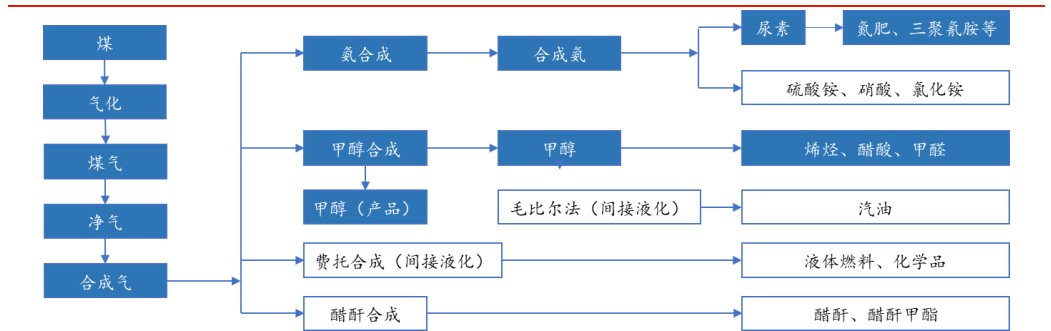 煤
气化
煤气
净气
合成气
氨合成
合成氨
尿素
氮肥、三聚氰胺等
硫酸铵、硝酸、氯化铵
甲醇合成
甲醇
烯烃、醋酸、甲醛
甲醇（产品）
毛比尔法（间接液化）
汽油
费托合成（间接液化）
液体燃料、化学品
醋酐合成
醋酐、醋酐甲酯